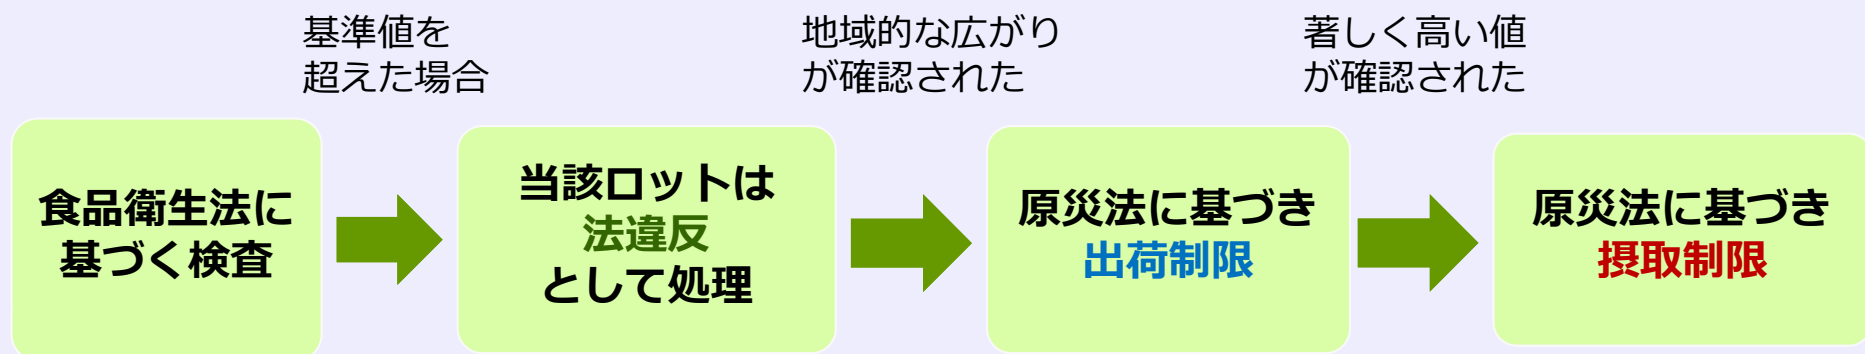 基準値を
超えた場合
地域的な広がり
が確認された
著しく高い値
が確認された
食品衛生法に
基づく検査
当該ロットは
法違反
として処理
原災法に基づき
出荷制限
原災法に基づき
摂取制限